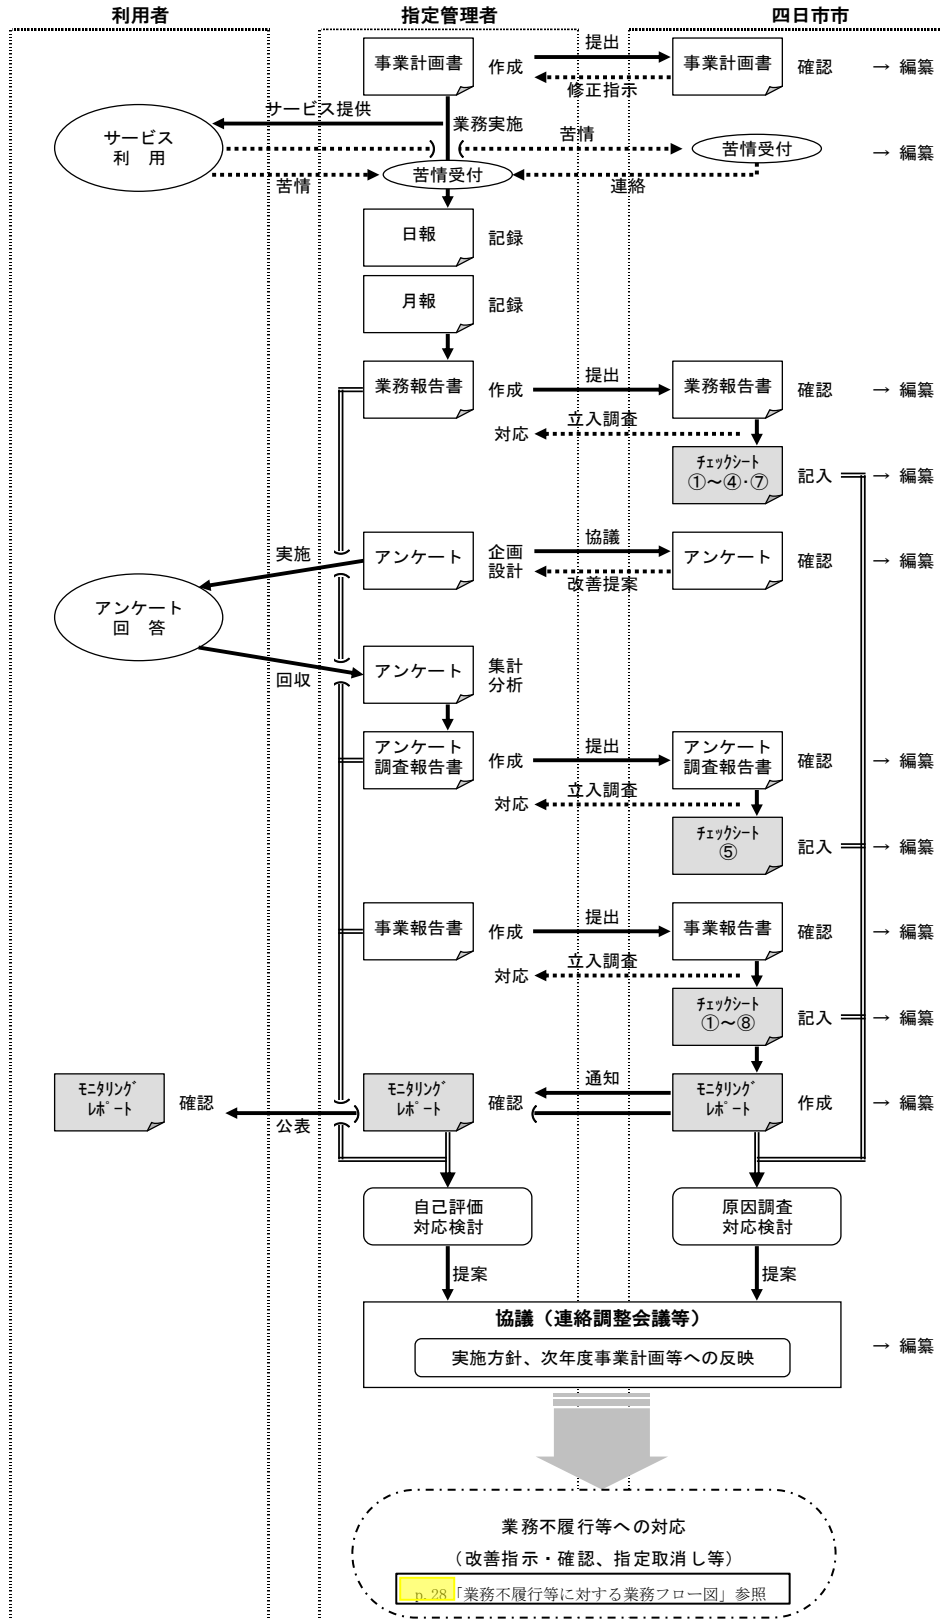 利用者
指定管理者
四日市市
事業計画書
作成
提出
修正指示
事業計画書
確認
→ 編纂
サービス提供
業務実施
サービス
利　用
苦情
苦情受付
→ 編纂
苦情
苦情受付
連絡
日報
記録
月報
記録
業務報告書
作成
提出
業務報告書
確認
→ 編纂
対応
立入調査
チェックシート
①～④･⑦
記入
→ 編纂
実施
アンケート
企画
設計
協議
改善提案
アンケート
確認
→ 編纂
アンケート
回　答
回収
アンケート
集計
分析
アンケート
調査報告書
作成
提出
アンケート
調査報告書
確認
→ 編纂
対応
立入調査
チェックシート
⑤
記入
→ 編纂
事業報告書
作成
提出
事業報告書
確認
→ 編纂
対応
立入調査
チェックシート
①～⑧
記入
→ 編纂
モニタリング
レポート
確認
公表
モニタリング
レポート
確認
通知
モニタリング
レポート
作成
→ 編纂
自己評価
対応検討
原因調査
対応検討
提案
提案
協議（連絡調整会議等）
実施方針、次年度事業計画等への反映
→ 編纂
業務不履行等への対応
（改善指示・確認、指定取消し等）
p.28「業務不履行等に対する業務フロー図」参照